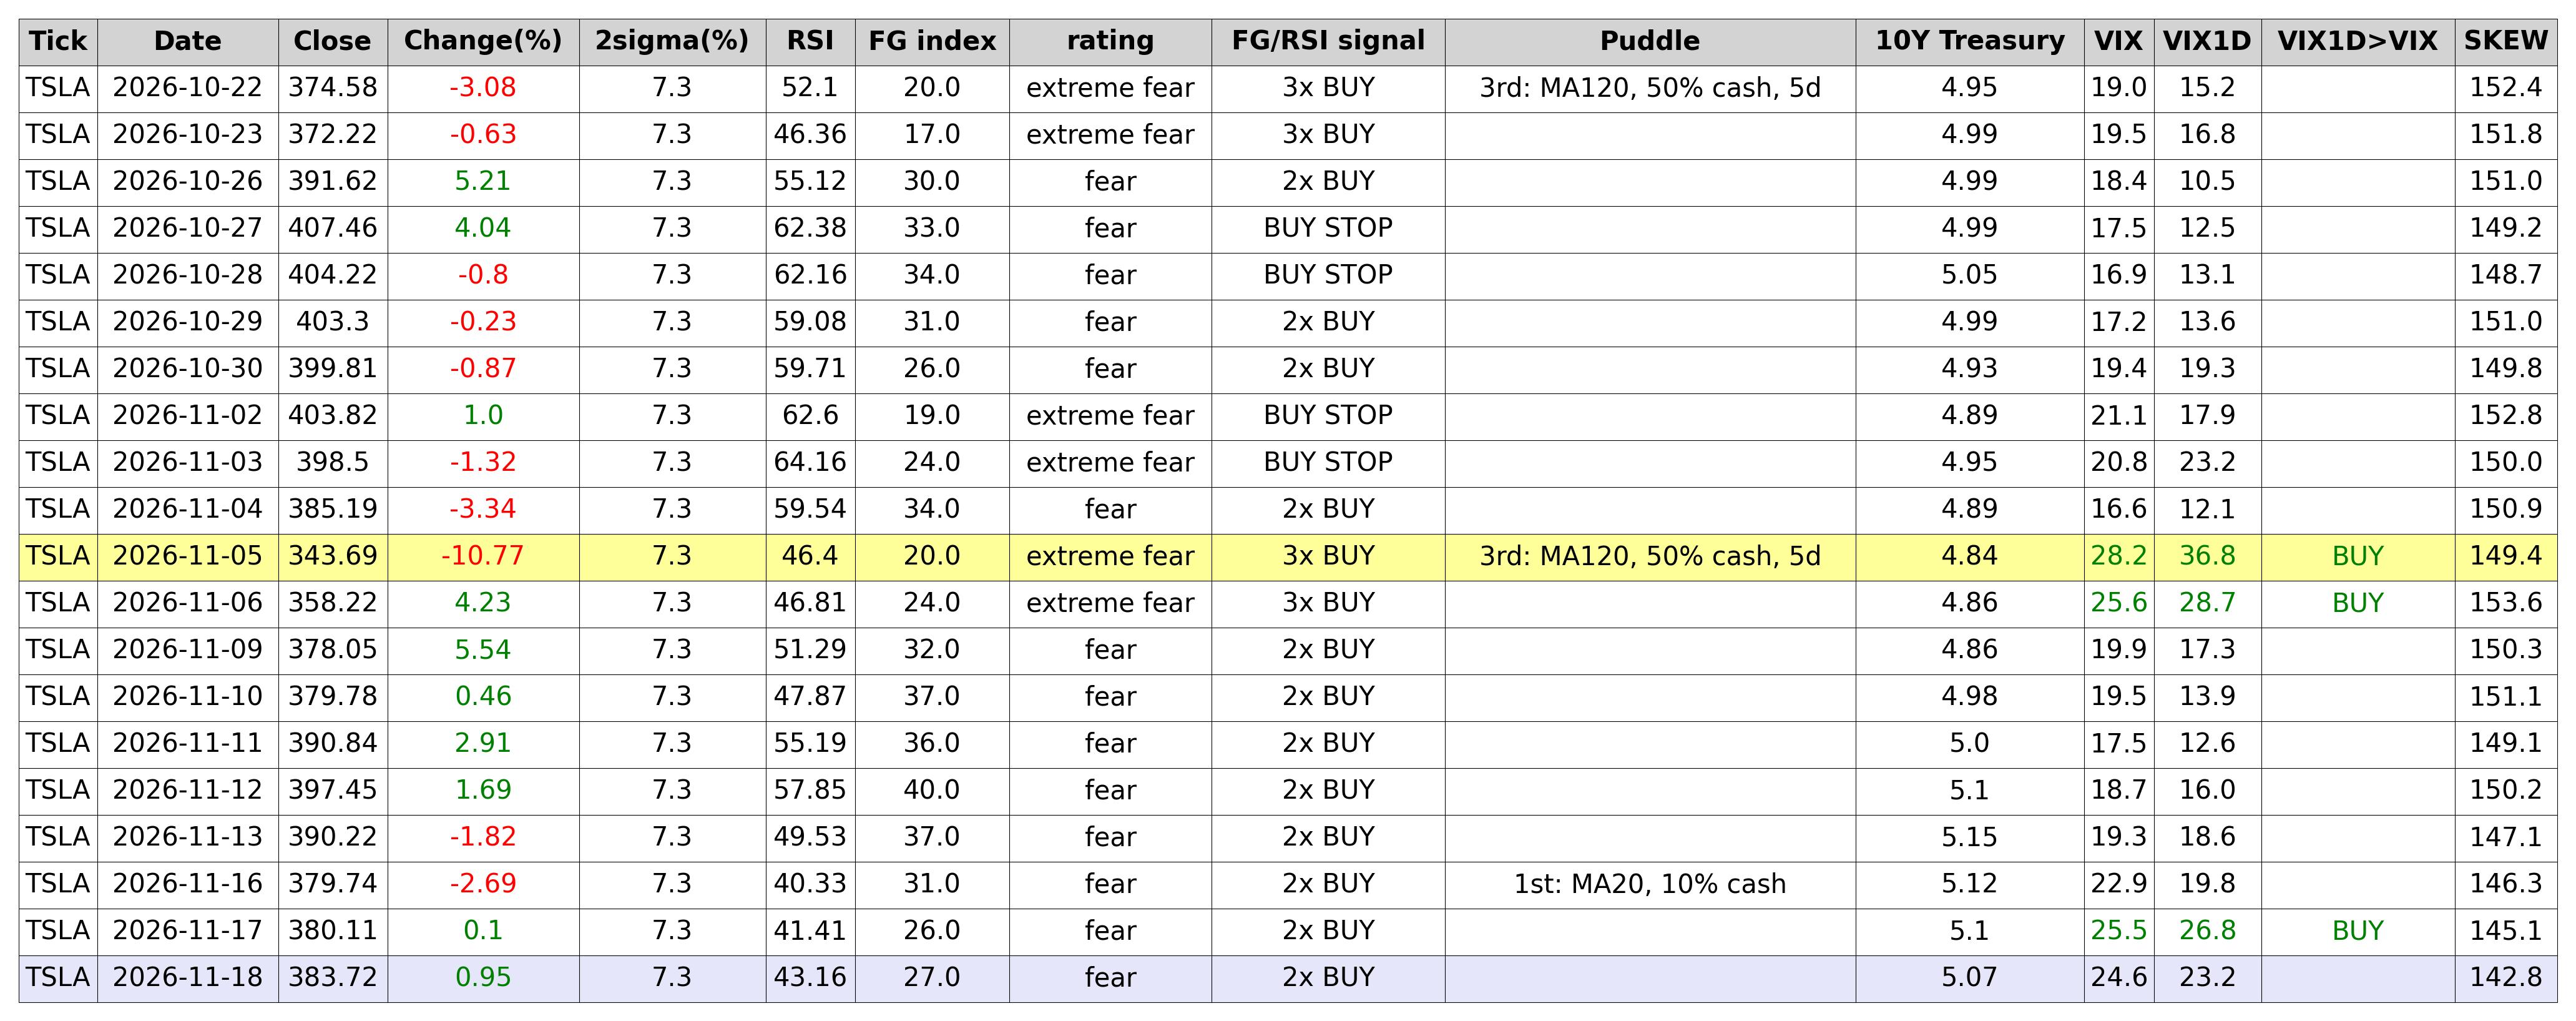 Tick Date Close Change(%) 2sigma(%) RSI FG index rating FG/RSI signal Puddle 10Y Treasury VIX VIX1D VIX1D>VIX SKEW
TSLA 2026-10-22 374.58 -3.08 7.3 52.1 20.0 extreme fear 3x BUY 3rd: MA120, 50% cash, 5d 4.95 19.0 15.2 152.4
TSLA 2026-10-23 372.22 -0.63 7.3 46.36 17.0 extreme fear 3x BUY 4.99 19.5 16.8 151.8
TSLA 2026-10-26 391.62 5.21 7.3 55.12 30.0 fear 2x BUY 4.99 18.4 10.5 151.0
TSLA 2026-10-27 407.46 4.04 7.3 62.38 33.0 fear BUY STOP 4.99 17.5 12.5 149.2
TSLA 2026-10-28 404.22 -0.8 7.3 62.16 34.0 fear BUY STOP 5.05 16.9 13.1 148.7
TSLA 2026-10-29 403.3 -0.23 7.3 59.08 31.0 fear 2x BUY 4.99 17.2 13.6 151.0
TSLA 2026-10-30 399.81 -0.87 7.3 59.71 26.0 fear 2x BUY 4.93 19.4 19.3 149.8
TSLA 2026-11-02 403.82 1.0 7.3 62.6 19.0 extreme fear BUY STOP 4.89 21.1 17.9 152.8
TSLA 2026-11-03 398.5 -1.32 7.3 64.16 24.0 extreme fear BUY STOP 4.95 20.8 23.2 150.0
TSLA 2026-11-04 385.19 -3.34 7.3 59.54 34.0 fear 2x BUY 4.89 16.6 12.1 150.9
TSLA 2026-11-05 343.69 -10.77 7.3 46.4 20.0 extreme fear 3x BUY 3rd: MA120, 50% cash, 5d 4.84 28.2 36.8 BUY 149.4
TSLA 2026-11-06 358.22 4.23 7.3 46.81 24.0 extreme fear 3x BUY 4.86 25.6 28.7 BUY 153.6
TSLA 2026-11-09 378.05 5.54 7.3 51.29 32.0 fear 2x BUY 4.86 19.9 17.3 150.3
TSLA 2026-11-10 379.78 0.46 7.3 47.87 37.0 fear 2x BUY 4.98 19.5 13.9 151.1
TSLA 2026-11-11 390.84 2.91 7.3 55.19 36.0 fear 2x BUY 5.0 17.5 12.6 149.1
TSLA 2026-11-12 397.45 1.69 7.3 57.85 40.0 fear 2x BUY 5.1 18.7 16.0 150.2
TSLA 2026-11-13 390.22 -1.82 7.3 49.53 37.0 fear 2x BUY 5.15 19.3 18.6 147.1
TSLA 2026-11-16 379.74 -2.69 7.3 40.33 31.0 fear 2x BUY 1st: MA20, 10% cash 5.12 22.9 19.8 146.3
TSLA 2026-11-17 380.11 0.1 7.3 41.41 26.0 fear 2x BUY 5.1 25.5 26.8 BUY 145.1
TSLA 2026-11-18 383.72 0.95 7.3 43.16 27.0 fear 2x BUY 5.07 24.6 23.2 142.8